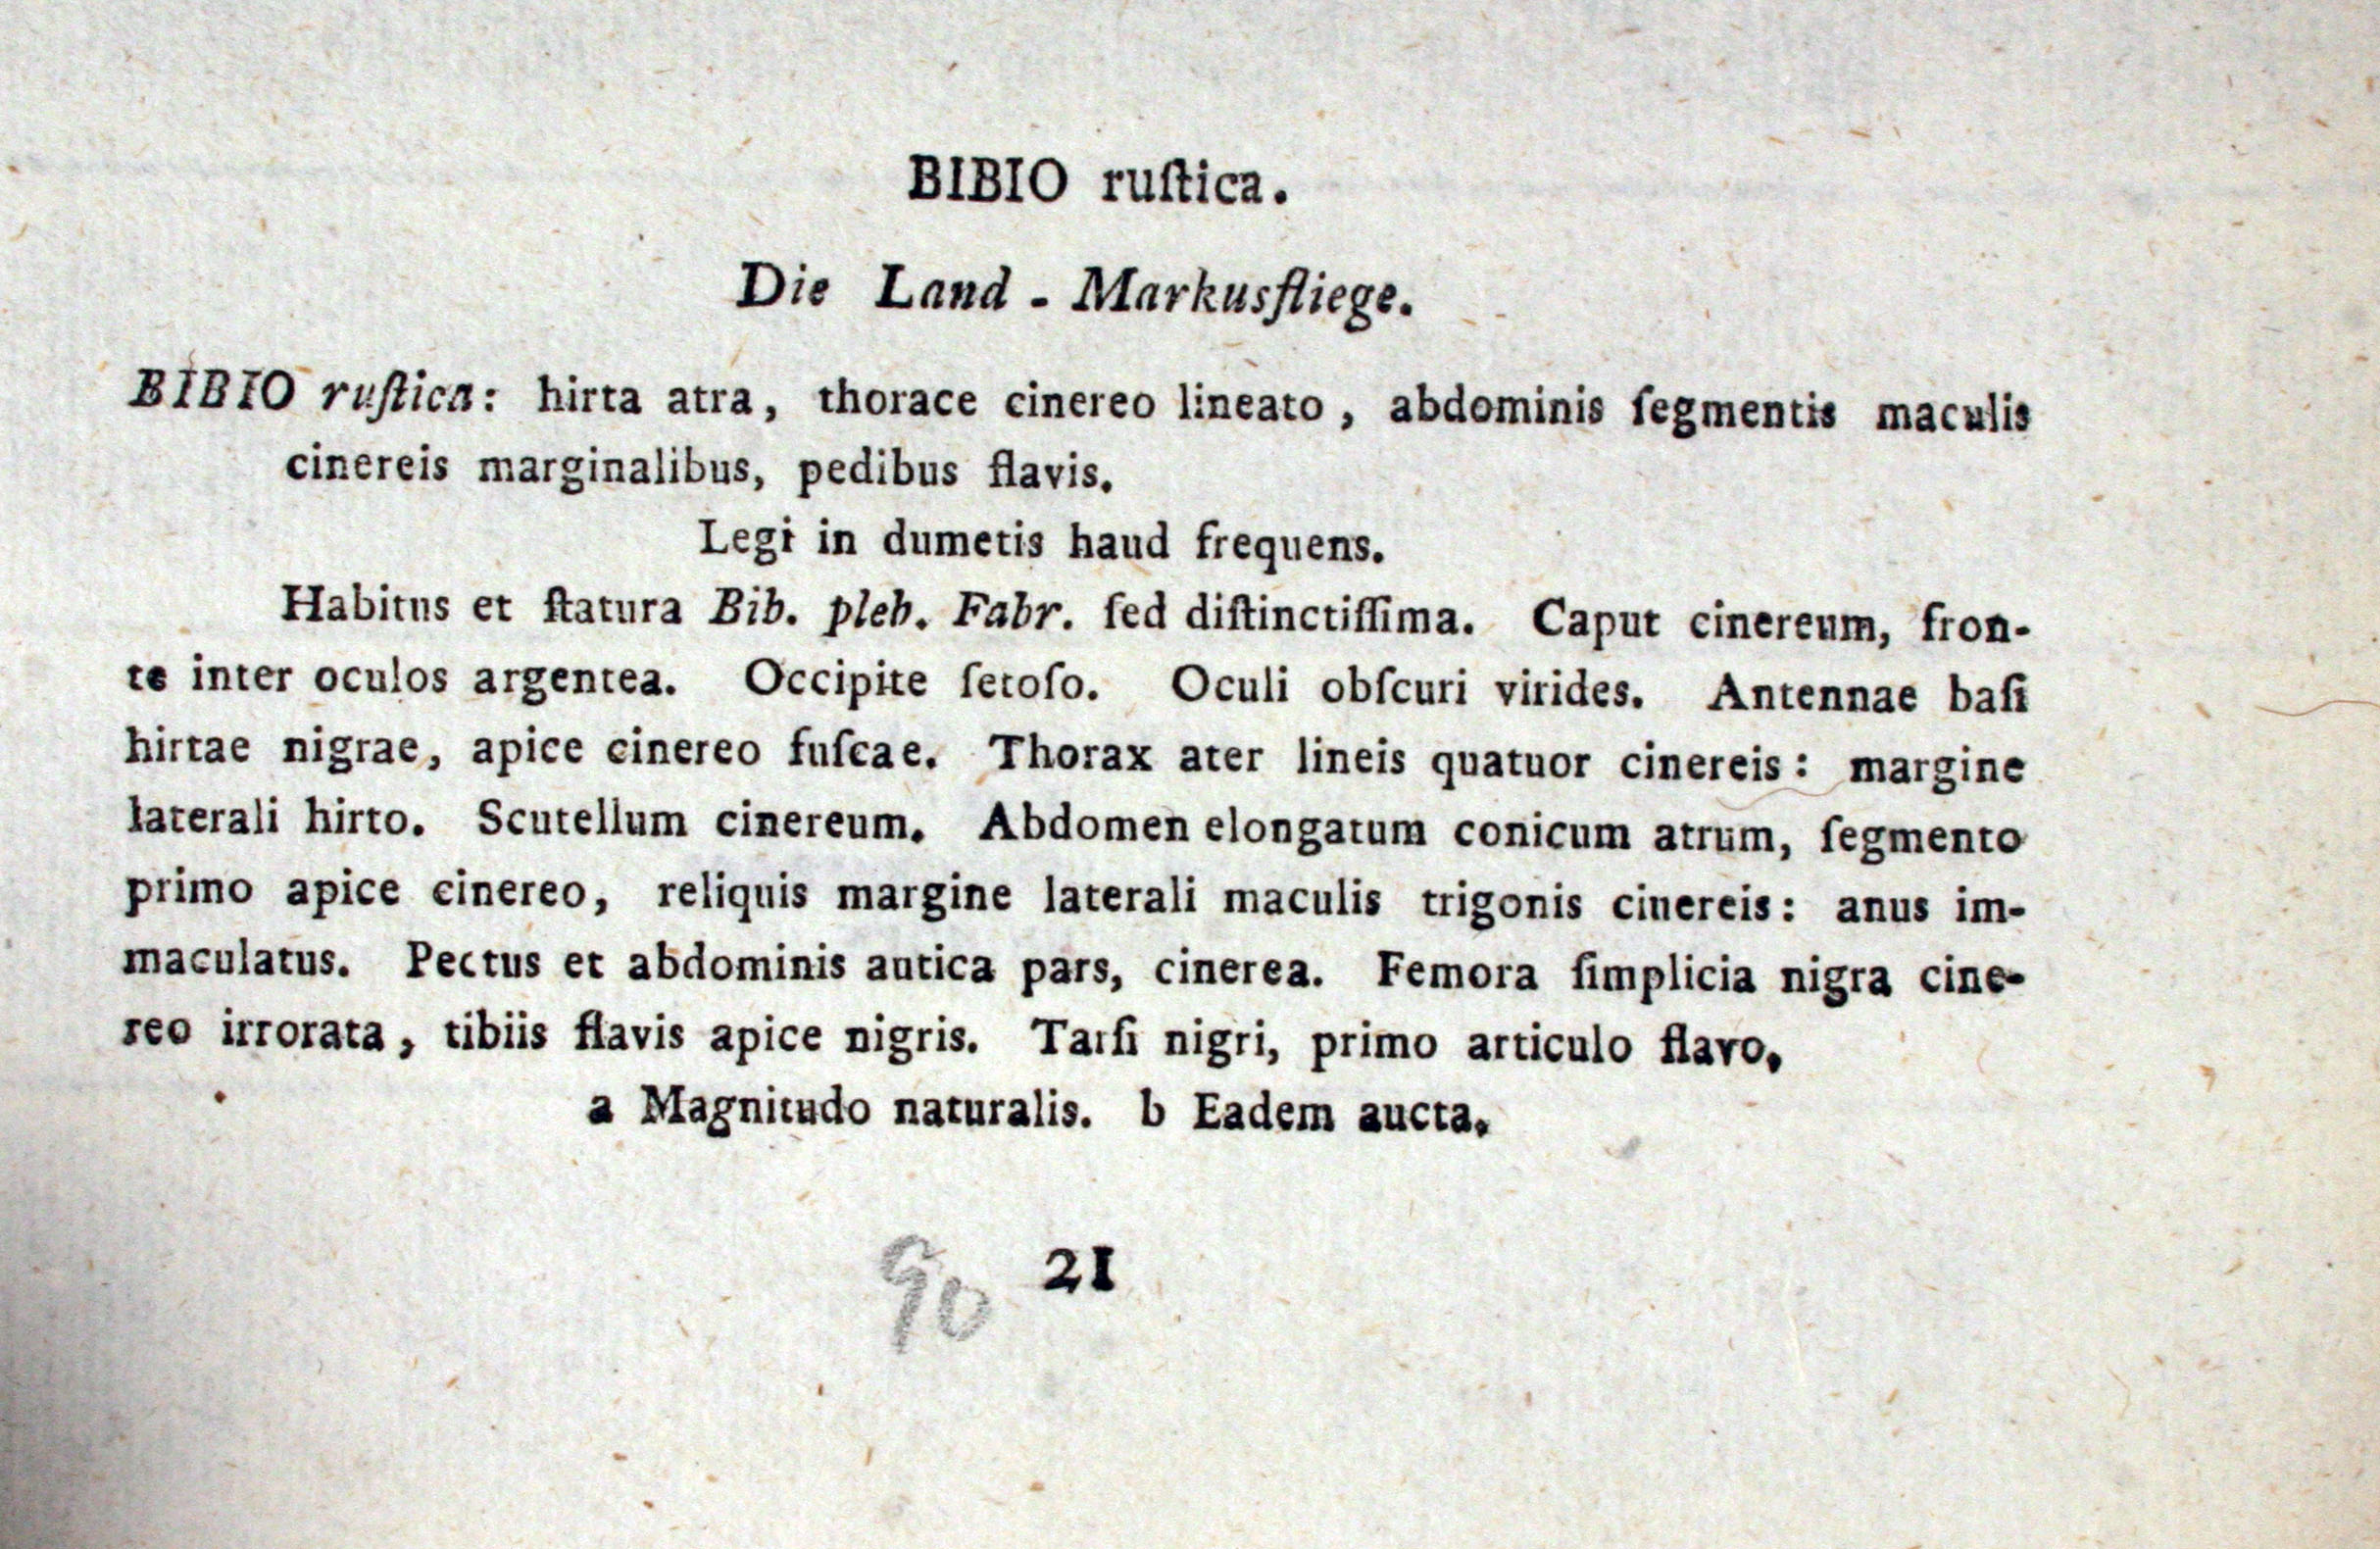 BIBIO ruſtica.
Die Land - Markusfliege.
BIBIO ruſtica: hirta atra, thorace cinereo lineato, abdominis ſegmentis maculis
cinereis marginalibus, pedibus flavis.
Legi in dumetis haud frequens.
Habitus et ſtatura Bib. pleb. Fabr. ſed diſtinctiſſima. Caput cinereum, fron-
te inter oculos argentea. Occipite ſetoſo. Oculi obſcuri virides. Antennae baſi
hirtae nigrae, apice cinereo fuſcae. Thorax ater lineis quatuor cinereis: margine
laterali hirto. Scutellum cinereum. Abdomen elongatum conicum atrum, ſegmento
primo apice cinereo, reliquis margine laterali maculis trigonis cinereis: anus im-
maculatus. Pectus et abdominis antica pars, cinerea. Femora ſimplicia nigra cine-
reo irrorata, tibiis flavis apice nigris. Tarſi nigri, primo articulo flavo.
a Magnitudo naturalis. b Eadem aucta.
90 21